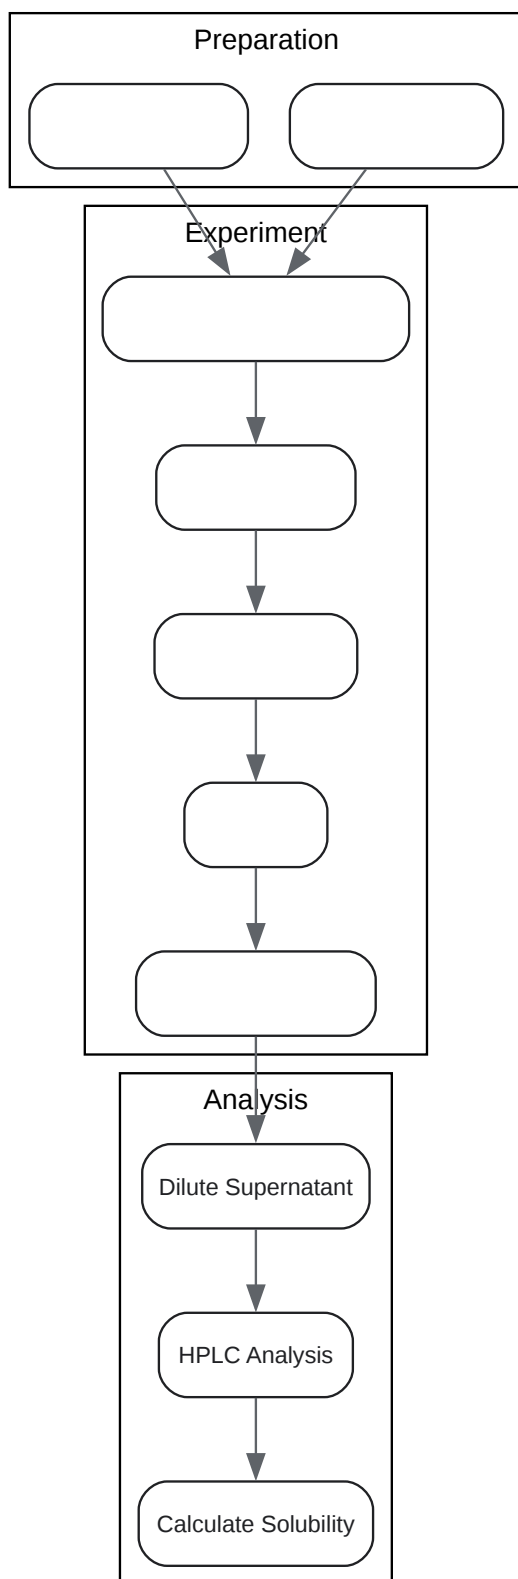 Preparation
Experiment
Analysis
Dilute Supernatant
HPLC Analysis
Calculate Solubility